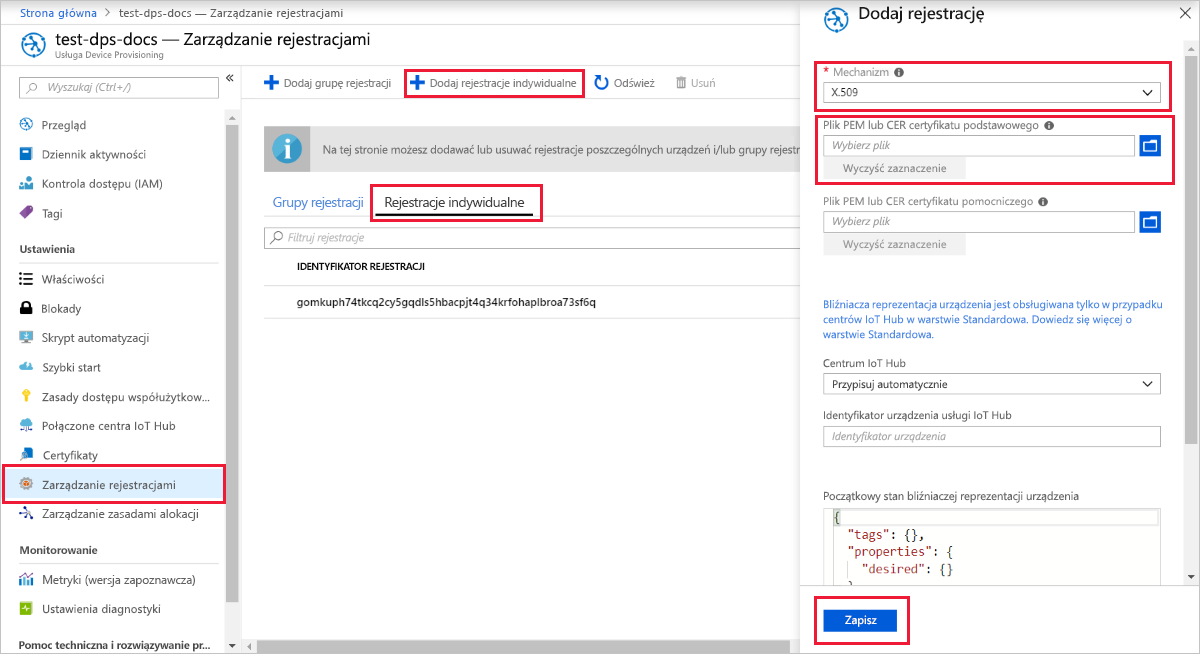 Strona główna > test-dps-docs — Zarządzanie rejestracjami
test-dps-docs — Zarządzanie rejestracjami
Usługa Device Provisioning
Wyszukaj (Ctrl+/)
«
Przegląd
Dziennik aktywności
Kontrola dostępu (IAM)
Tagi
Ustawienia
Właściwości
Blokady
Skrypt automatyzacji
Szybki start
Zasady dostępu współużytkow...
Połączone centra IoT Hub
Certyfikaty
Zarządzanie rejestracjami
Zarządzanie zasadami alokacji
Monitorowanie
Metryki (wersja zapoznawcza)
Ustawienia diagnostyki
Pomoc techniczna i rozwiązywanie pr...
Dodaj grupę rejestracji
Dodaj rejestracje indywidualne
Odśwież
Usuń
Na tej stronie możesz dodawać lub usuwać rejestracje poszczególnych urządzeń i/lub grupy rejestr
Grupy rejestracji
Rejestracje indywidualne
Filtruj rejestracje
IDENTYFIKATOR REJESTRACJI
gomkuph74tkcq2cy5gqdls5hbacpjt4q34krfohaplbroa73sf6q
Dodaj rejestrację
* Mechanizm
X.509
Plik PEM lub CER certyfikatu podstawowego
Wybierz plik
Wyczyść zaznaczenie
Plik PEM lub CER certyfikatu pomocniczego
Wybierz plik
Wyczyść zaznaczenie
Bliźniacza reprezentacja urządzenia jest obsługiwana tylko w przypadku
centrów IoT Hub w warstwie Standardowa. Dowiedz się więcej o
warstwie Standardowa.
Centrum IoT Hub
Przypisuj automatycznie
Identyfikator urządzenia usługi IoT Hub
Identyfikator urządzenia
Początkowy stan bliźniaczej reprezentacji urządzenia
{
"tags": {},
"properties": {
"desired": {}
}
Zapisz